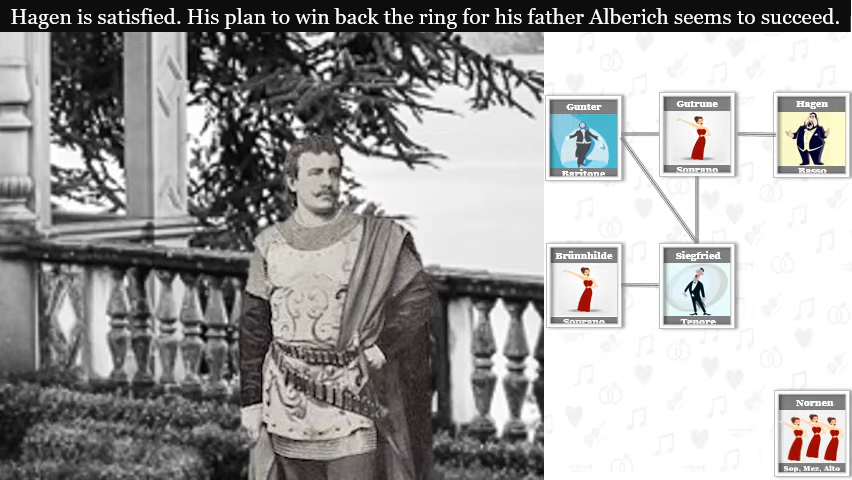 Hagen is satisfied. His plan to win back the ring for his father Alberich seems to succeed.
Gunter
Baritone
Gutrune
Soprano
Hagen
Basso
Brünnhilde
Soprano
Siegfried
Tenore
Nornen
Sop, Mez, Alto